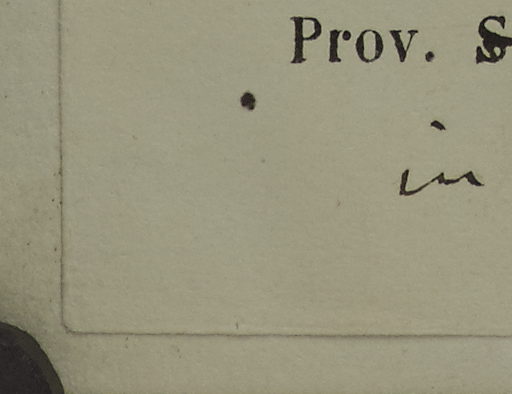 Prov. S
in